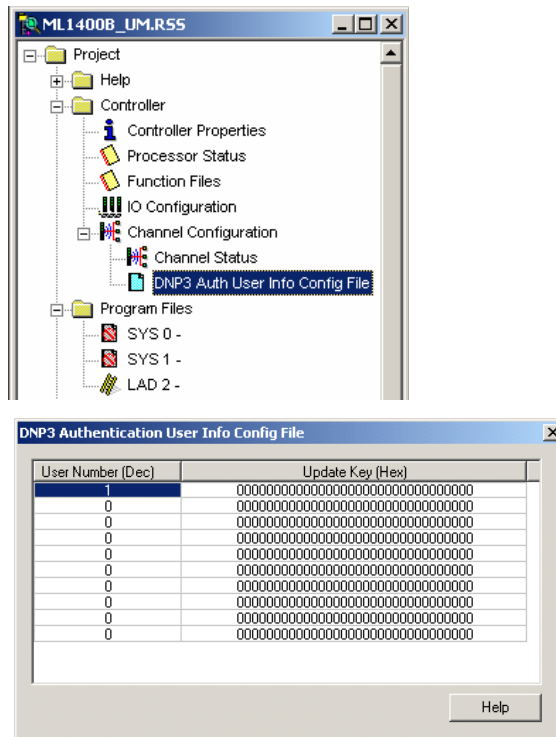 ML1400B_UM.RSS
Project
Help
Controller
Controller Properties
Processor Status
Function Files
IO Configuration
Channel Configuration
Channel Status
DNP3 Auth User Info Config File
Program Files
SYS 0 -
SYS 1 -
LAD 2 -
DNP3 Authentication User Info Config File
User Number (Dec) Update Key (Hex)
1 00000000000000000000000000000000
0 00000000000000000000000000000000
0 00000000000000000000000000000000
0 00000000000000000000000000000000
0 00000000000000000000000000000000
0 00000000000000000000000000000000
0 00000000000000000000000000000000
0 00000000000000000000000000000000
0 00000000000000000000000000000000
0 00000000000000000000000000000000
Help